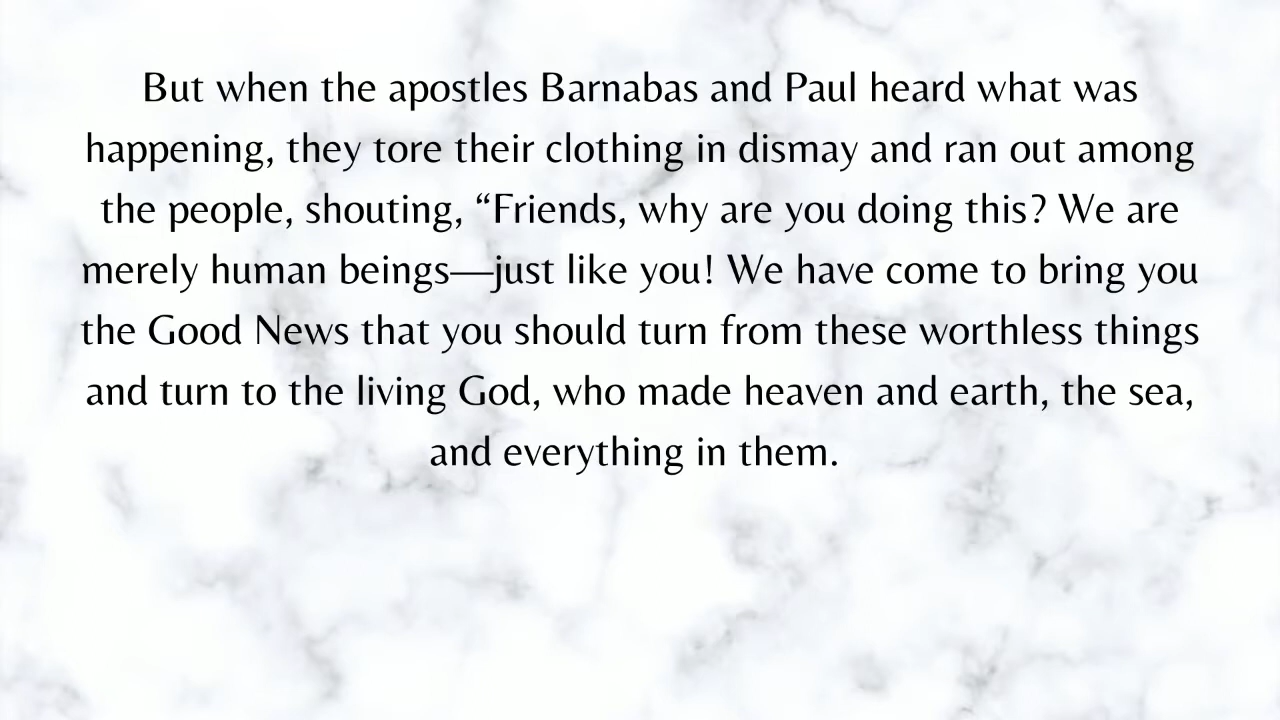 But when the apostles Barnabas and Paul heard what was
happening, they tore their clothing in dismay and ran out among
the people, shouting, “Friends, why are you doing this? We are
merely human beings—just like you! We have come to bring you
the Good News that you should turn from these worthless things
and turn to the living God, who made heaven and earth, the sea,
and everything in them.